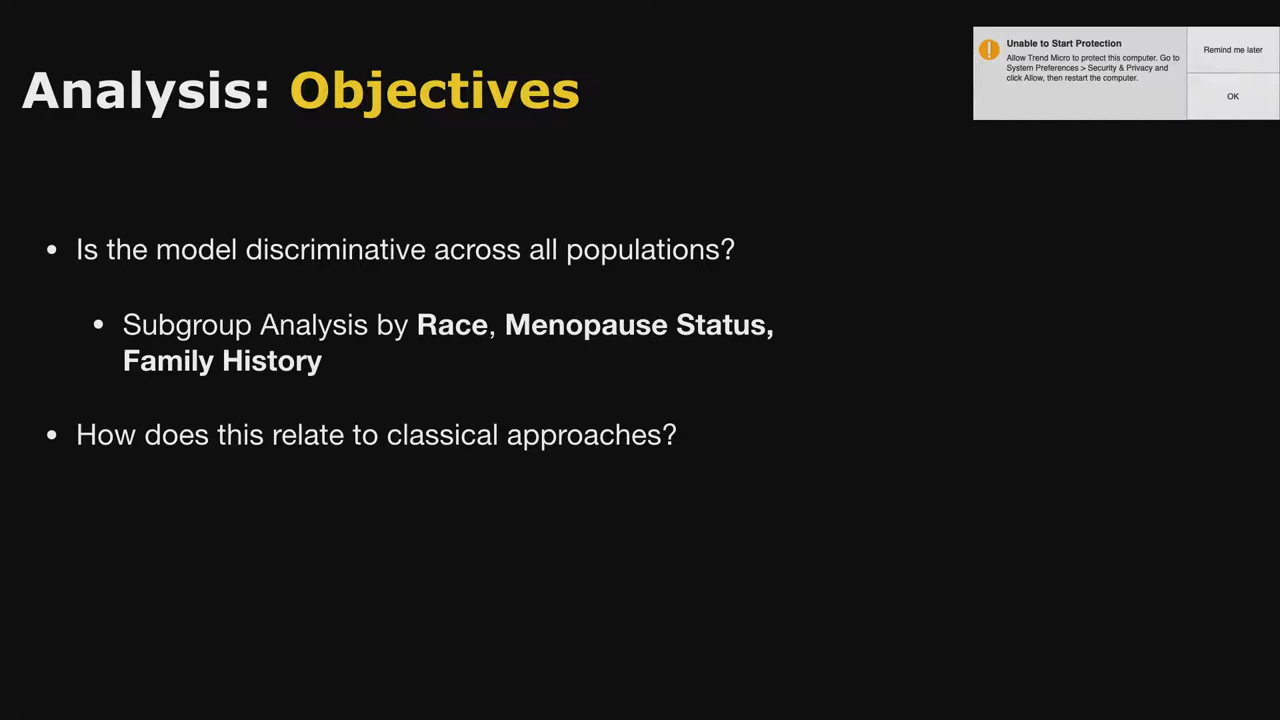 Analysis: Objectives
Unable to Start Protection
Allow Trend Micro to protect this computer. Go to
System Preferences > Security & Privacy and
click Allow, then restart the computer.
Remind me later
OK
• Is the model discriminative across all populations?
• Subgroup Analysis by Race, Menopause Status,
Family History
• How does this relate to classical approaches?